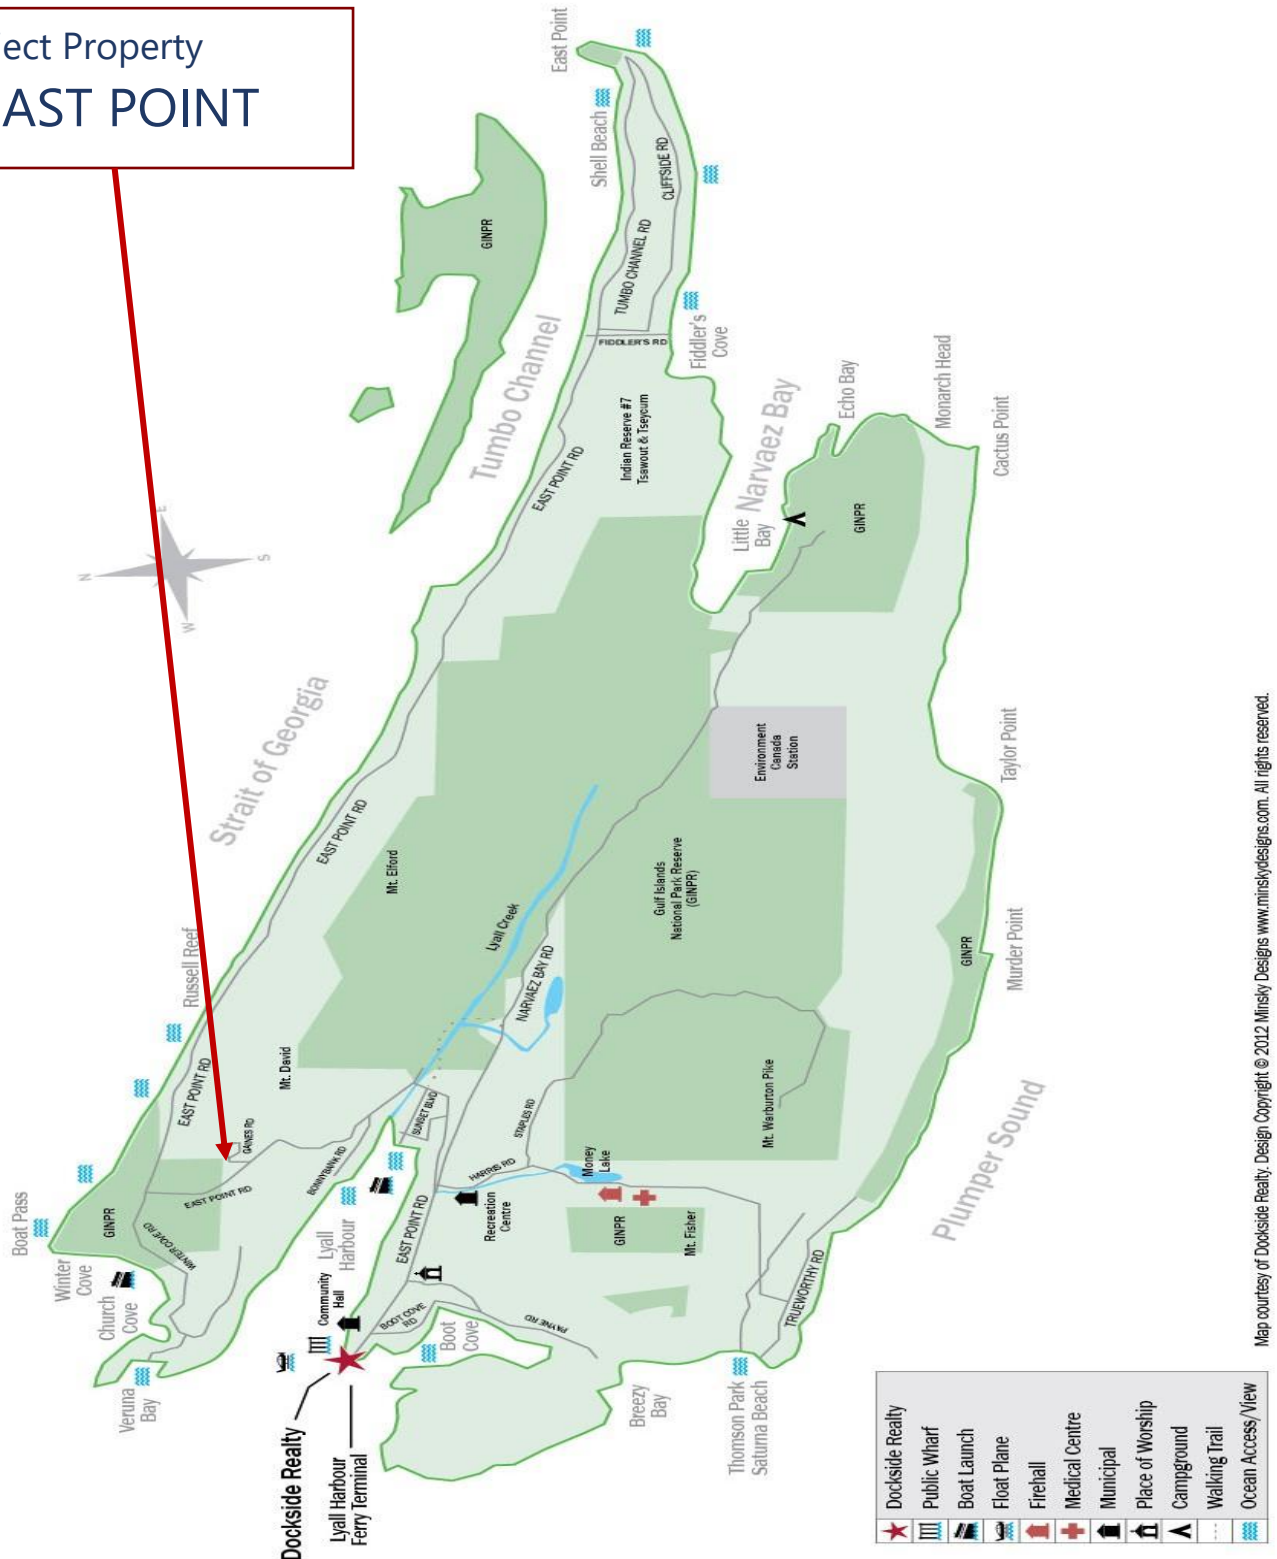 ect Property
AST POINT
East Point
Shell Beach
CLIFFSIDE RD
TUMBO CHANNEL RD
GINPR
FIDDLER'S RD
Fiddler's
Cove
Tumbo Channel
EAST POINT RD
Indian Reserve #7
Tsawout & Tseycum
Narvaez Bay
Little
Bay
Echo Bay
Monarch Head
Cactus Point
GINPR
N
E
S
W
Strait of Georgia
EAST POINT RD
Mt. Elford
Lyall Creek
NARVAEZ BAY RD
Environment
Canada
Station
Gulf Islands
National Park Reserve
(GINPR)
Taylor Point
Murder Point
GINPR
Russell Reef
EAST POINT RD
Mt. David
GAINES RD
EAST POINT RD
BONNYBANK RD
SUNSET BLVD
STAPLES RD
HARRIS RD
Money
Lake
Mt. Warburton Pike
Plumper Sound
Boat Pass
GINPR
Winter
Cove
WINTER COVE RD
Church
Cove
Veruna
Bay
Lyall
Harbour
Community
Hall
EAST POINT RD
Recreation
Centre
GINPR
Mt. Fisher
BOOT COVE
RD
Boot
Cove
PAYNE RD
TRUEWORTHY RD
Dockside Realty
Lyall Harbour
Ferry Terminal
Breezy
Bay
Thomson Park
Saturna Beach
Dockside Realty
Public Wharf
Boat Launch
Float Plane
Firehall
Medical Centre
Municipal
Place of Worship
Campground
Walking Trail
Ocean Access/View
Map courtesy of Dockside Realty. Design Copyright © 2012 Minsky Designs www.minskydesigns.com. All rights reserved.